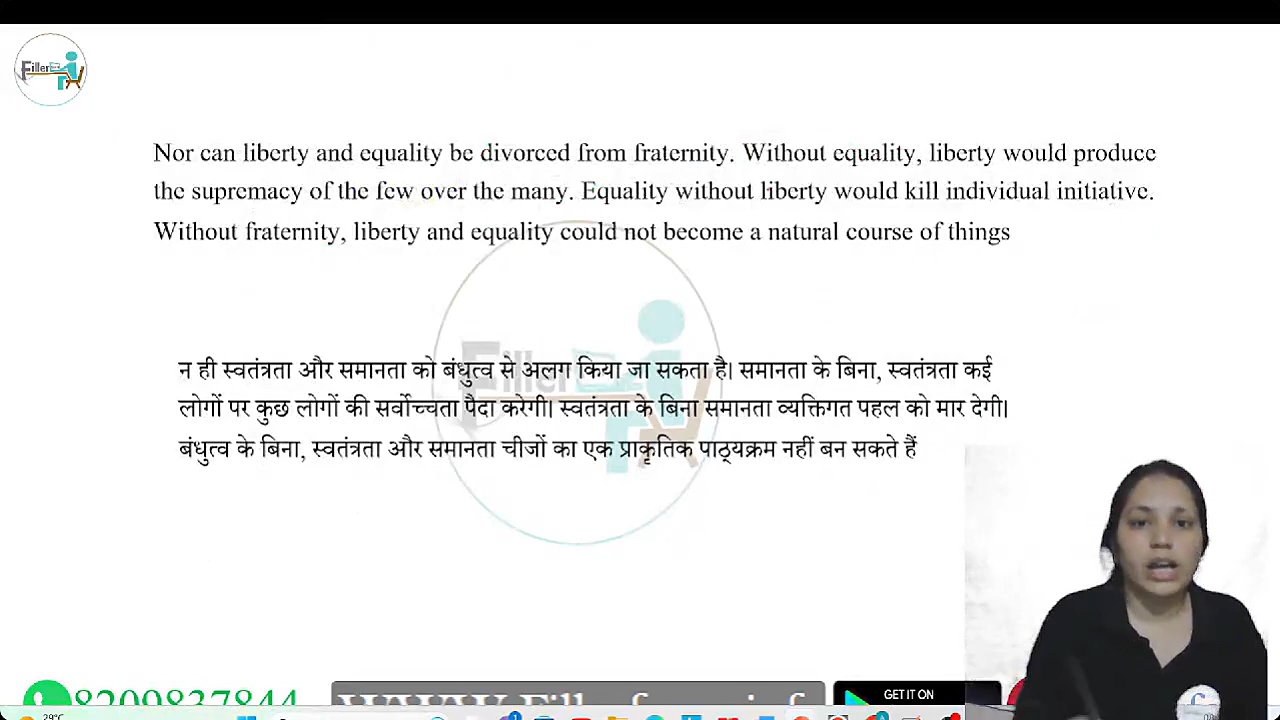 Filler
Nor can liberty and equality be divorced from fraternity. Without equality, liberty would produce
the supremacy of the few over the many. Equality without liberty would kill individual initiative.
Without fraternity, liberty and equality could not become a natural course of things
Filler
न ही स्वतंत्रता और समानता को बंधुत्व से अलग किया जा सकता है। समानता के बिना, स्वतंत्रता कई
लोगों पर कुछ लोगों की सर्वोच्चता पैदा करेगी। स्वतंत्रता के बिना समानता व्यक्तिगत पहल को मार देगी।
बंधुत्व के बिना, स्वतंत्रता और समानता चीजों का एक प्राकृतिक पाठ्यक्रम नहीं बन सकते हैं
8209837844
GET IT ON
29°C